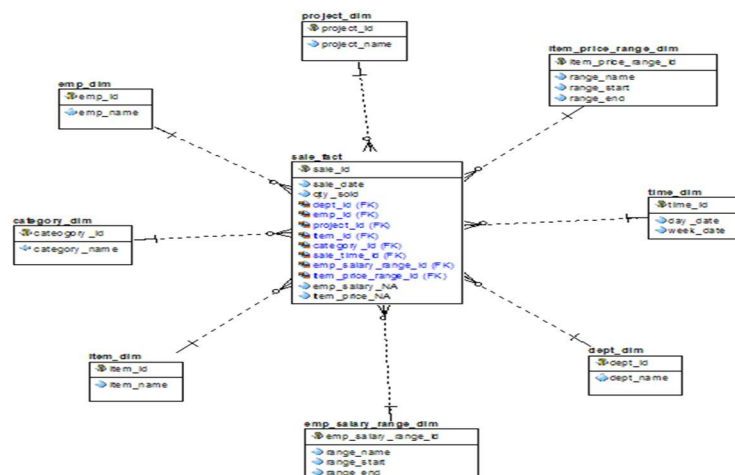 project_dim
project_id
project_name
item_price_range_dim
item_price_range_id
range_name
range_start
range_end
emp_dim
emp_id
emp_name
sale_fact
sale_id
sale_date
qty_sold
dept_id (FK)
emp_id (FK)
project_id (FK)
item_id (FK)
category_id (FK)
sale_time_id (FK)
emp_salary_range_id (FK)
item_price_range_id (FK)
emp_salary_NA
item_price_NA
time_dim
time_id
day_date
week_date
category_dim
cateogory_id
category_name
item_dim
item_id
item_name
dept_dim
dept_id
dept_name
emp_salary_range_dim
emp_salary_range_id
range_name
range_start
range_end